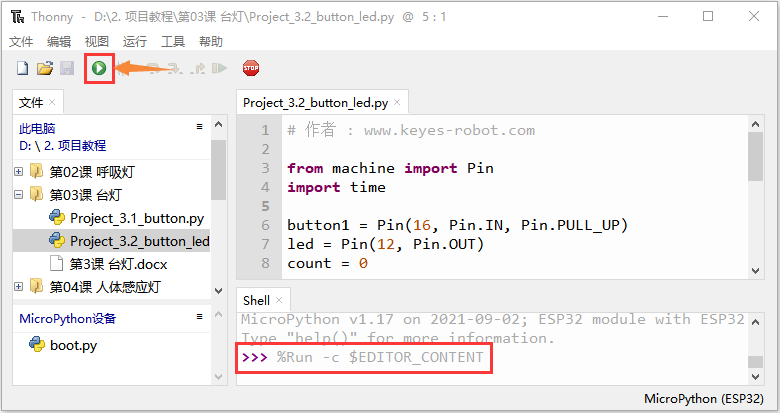 Thonny - D:\2. 项目教程\第03课 台灯\Project_3.2_button_led.py @ 5 : 1
文件 编辑 视图 运行 工具 帮助
STOP
文件
此电脑
D: \ 2. 项目教程
第02课 呼吸灯
第03课 台灯
Project_3.1_button.py
Project_3.2_button_led
第3课 台灯.docx
第04课 人体感应灯
MicroPython设备
boot.py
Project_3.2_button_led.py
1 # 作者 : www.keyes-robot.com
2
3 from machine import Pin
4 import time
5
6 button1 = Pin(16, Pin.IN, Pin.PULL_UP)
7 led = Pin(12, Pin.OUT)
8 count = 0
Shell
MicroPython v1.17 on 2021-09-02; ESP32 module with ESP32
Type "help()" for more information.
>>> %Run -c $EDITOR_CONTENT
MicroPython (ESP32)